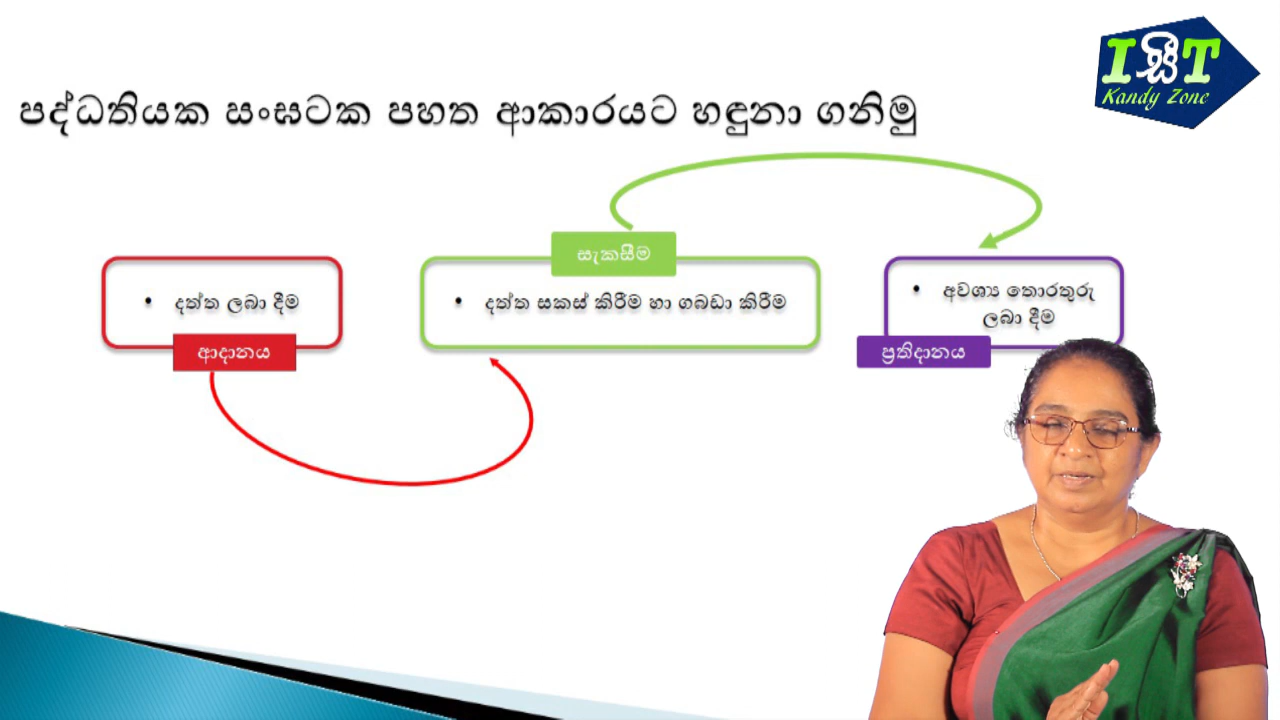 I සී T
Kandy Zone
පද්ධතියක සංඝටක පහත ආකාරයට හඳුනා ගනිමු
• දත්ත ලබා දීම
ආදානය
සැකසීම
• දත්ත සකස් කිරීම හා ගබඩා කිරීම
• අවශ්‍ය තොරතුරු
ලබා දීම
ප්‍රතිදානය